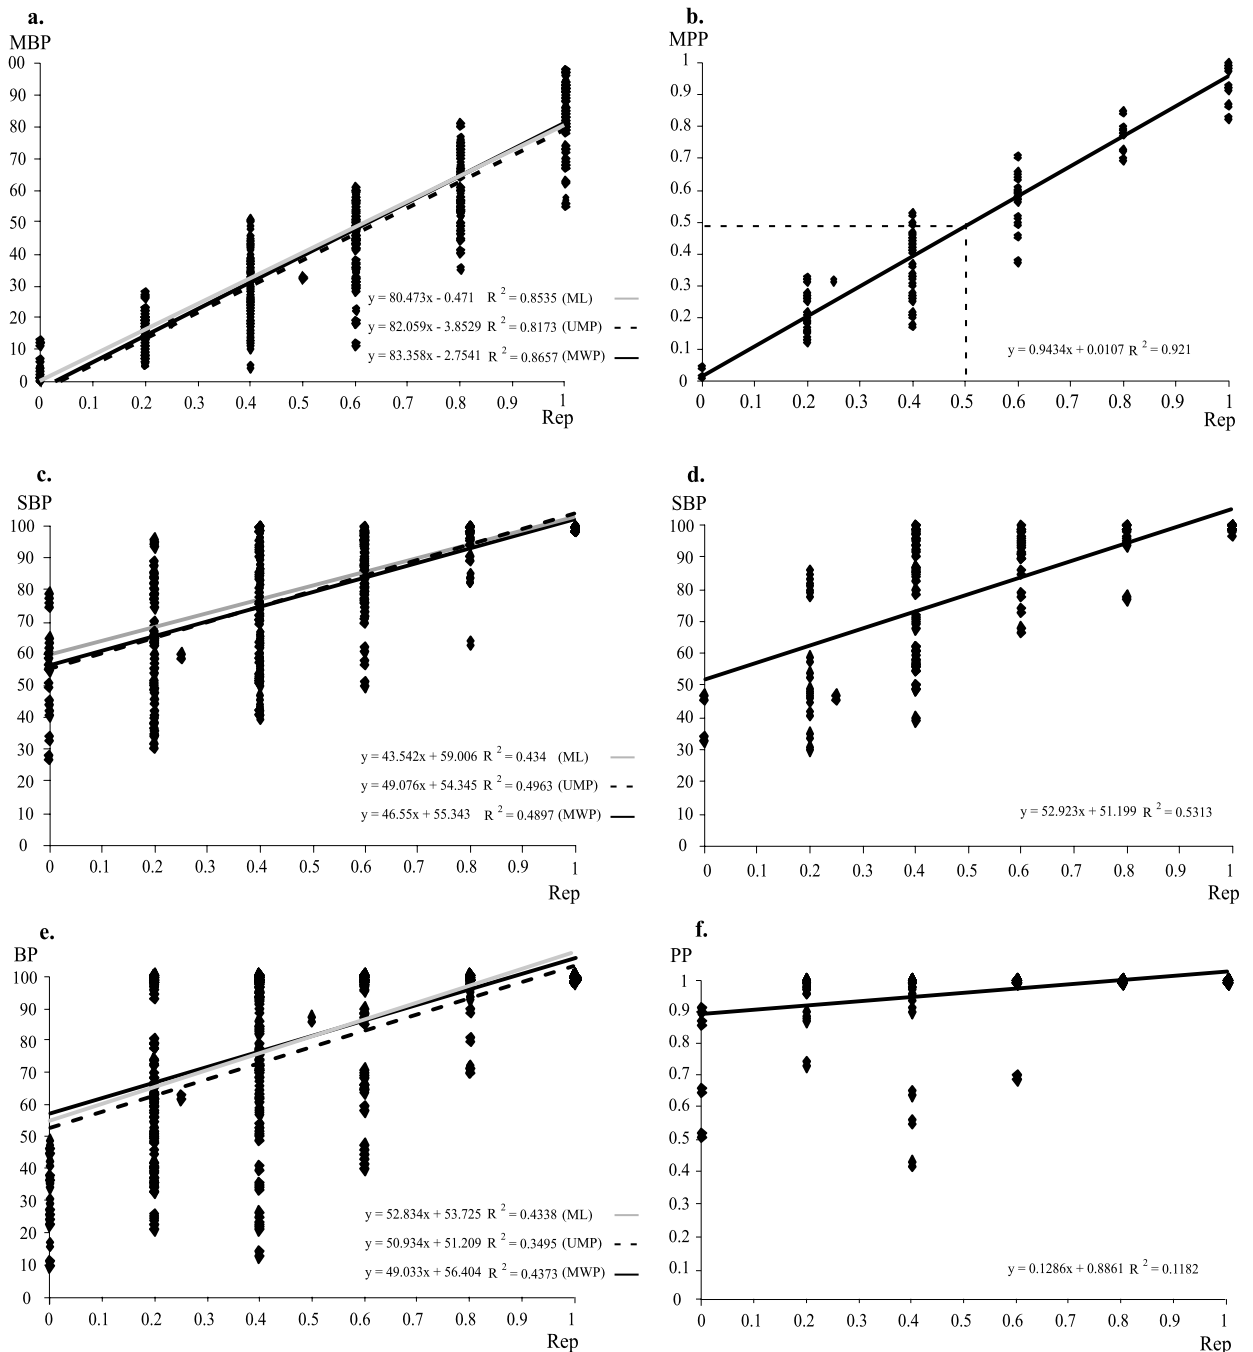 a.
MBP
00
90
80
70
60
50
40
30
20
10
0
0 0.1 0.2 0.3 0.4 0.5 0.6 0.7 0.8 0.9 1
Rep
y = 80.473x - 0.471 R 2 = 0.8535 (ML)
y = 82.059x - 3.8529 R 2 = 0.8173 (UMP)
y = 83.358x - 2.7541 R 2 = 0.8657 (MWP)
b.
MPP
1
0.9
0.8
0.7
0.6
0.5
0.4
0.3
0.2
0.1
0
0 0.1 0.2 0.3 0.4 0.5 0.6 0.7 0.8 0.9 1
Rep
y = 0.9434x + 0.0107 R 2 = 0.921
c.
SBP
100
90
80
70
60
50
40
30
20
10
0
0 0.1 0.2 0.3 0.4 0.5 0.6 0.7 0.8 0.9 1
Rep
y = 43.542x + 59.006 R 2 = 0.434 (ML)
y = 49.076x + 54.345 R 2 = 0.4963 (UMP)
y = 46.55x + 55.343 R 2 = 0.4897 (MWP)
d.
SBP
100
90
80
70
60
50
40
30
20
10
0
0 0.1 0.2 0.3 0.4 0.5 0.6 0.7 0.8 0.9 1
Rep
y = 52.923x + 51.199 R 2 = 0.5313
e.
BP
100
90
80
70
60
50
40
30
20
10
0
0 0.1 0.2 0.3 0.4 0.5 0.6 0.7 0.8 0.9 1
Rep
y = 52.834x + 53.725 R 2 = 0.4338 (ML)
y = 50.934x + 51.209 R 2 = 0.3495 (UMP)
y = 49.033x + 56.404 R 2 = 0.4373 (MWP)
f.
PP
1
0.9
0.8
0.7
0.6
0.5
0.4
0.3
0.2
0.1
0
0 0.1 0.2 0.3 0.4 0.5 0.6 0.7 0.8 0.9 1
Rep
y = 0.1286x + 0.8861 R 2 = 0.1182